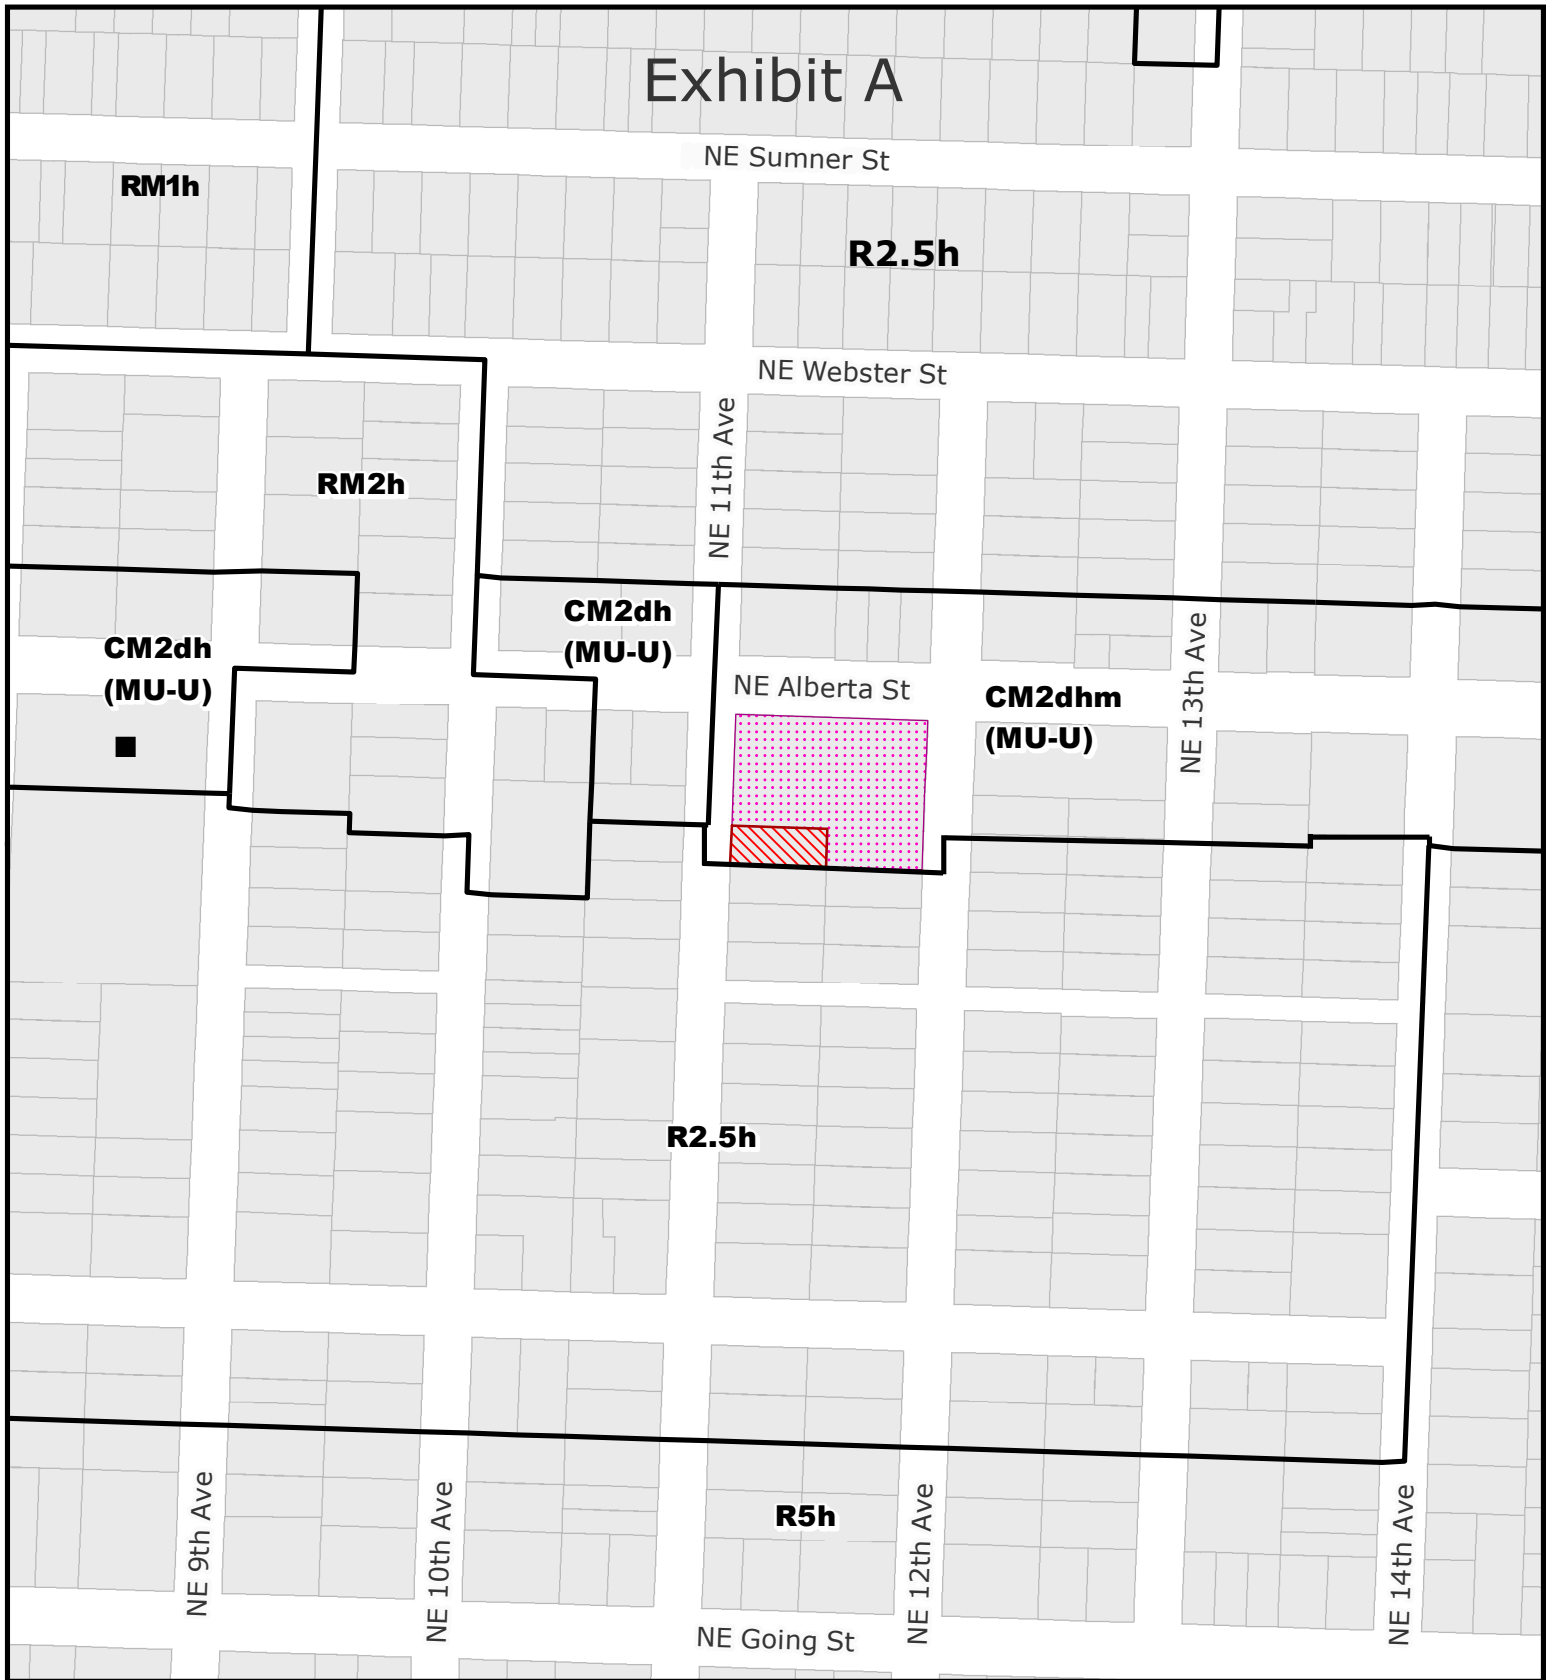 Exhibit A
NE Sumner St
RM1h
R2.5h
NE Webster St
NE 11th Ave
RM2h
CM2dh
(MU-U)
CM2dh
(MU-U)
NE 13th Ave
NE Alberta St
CM2dhm
(MU-U)
R2.5h
R5h
NE 9th Ave
NE 10th Ave
NE 12th Ave
NE 14th Ave
NE Going St